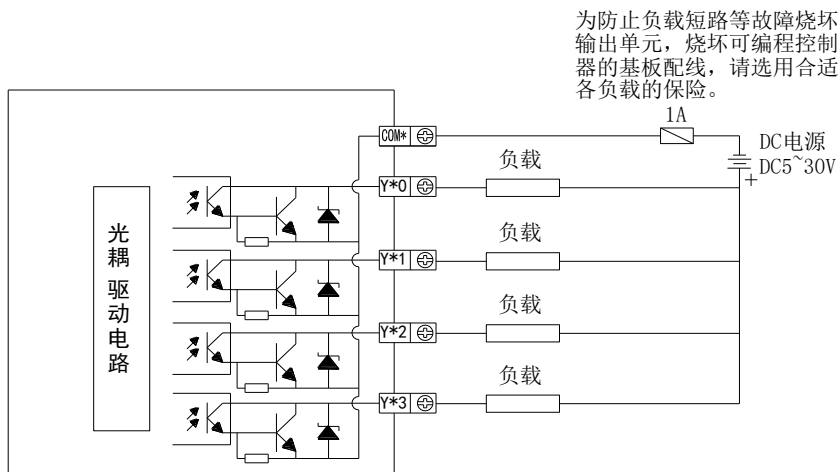 为防止负载短路等故障烧坏
输出单元，烧坏可编程控制
器的基板配线，请选用合适
各负载的保险。
1A
COM*
DC电源
DC5~30V
+
负载
Y*0
负载
Y*1
负载
Y*2
负载
Y*3
光耦驱动电路